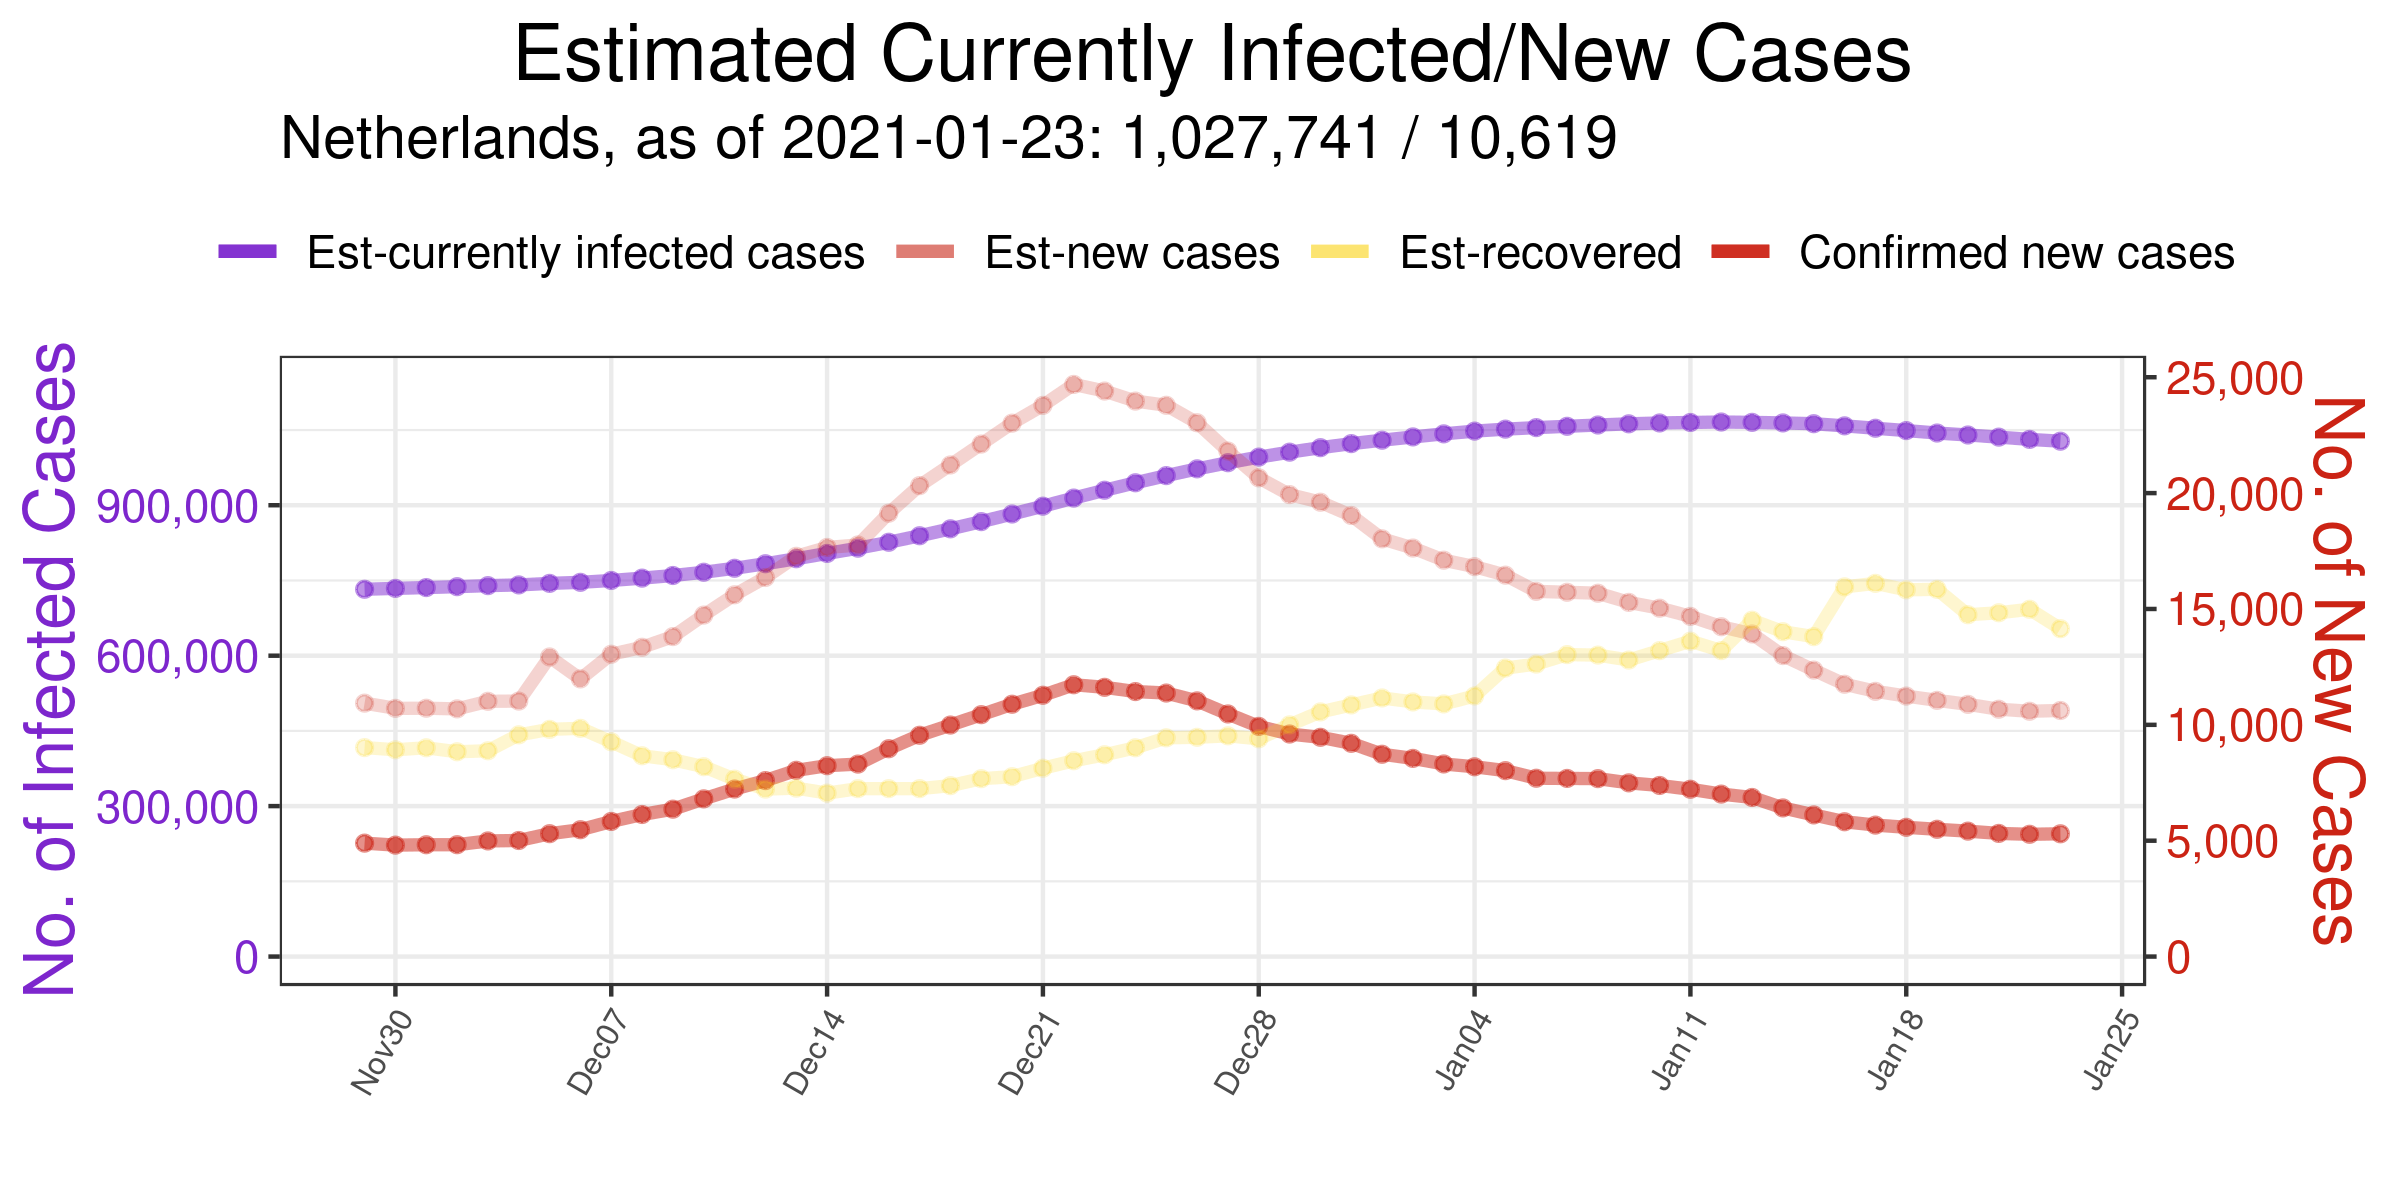 Estimated Currently Infected/New Cases
Netherlands, as of 2021-01-23: 1,027,741 / 10,619
Est-currently infected cases Est-new cases Est-recovered Confirmed new cases
No. of Infected Cases
900,000
600,000
300,000
0
25,000
20,000
15,000
10,000
5,000
0
No. of New Cases
Nov30 Dec07 Dec14 Dec21 Dec28 Jan04 Jan11 Jan18 Jan25